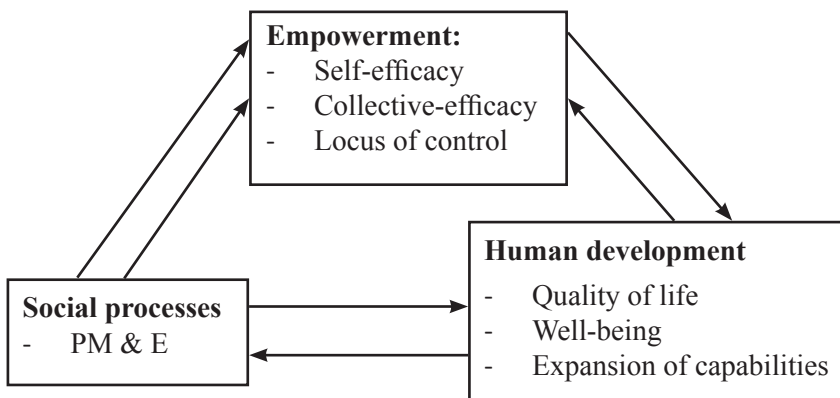 Empowerment:
- Self-efficacy
- Collective-efficacy
- Locus of control
Human development
- Quality of life
- Well-being
- Expansion of capabilities
Social processes
- PM & E